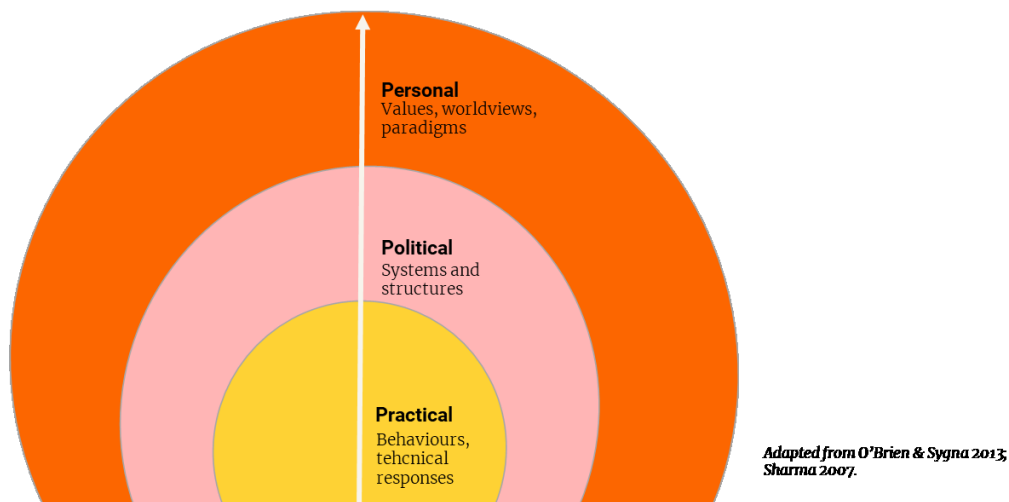 Personal
Values, worldviews,
paradigms
Political
Systems and
structures
Practical
Behaviours,
tehcnical
responses
Adapted from O'Brien & Sygna 2013;
Sharma 2007.